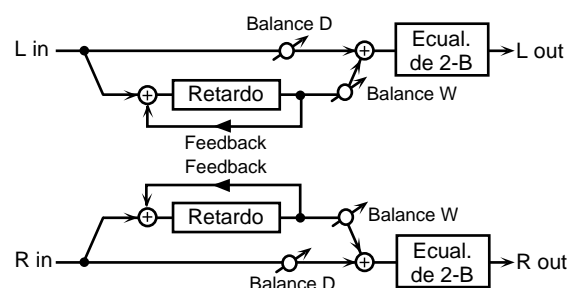 Balance D
L in
Ecual.
de 2-B
L out
Retardo
Balance W
Feedback
Feedback
Retardo
Balance W
R in
Ecual.
de 2-B
R out
Balance D